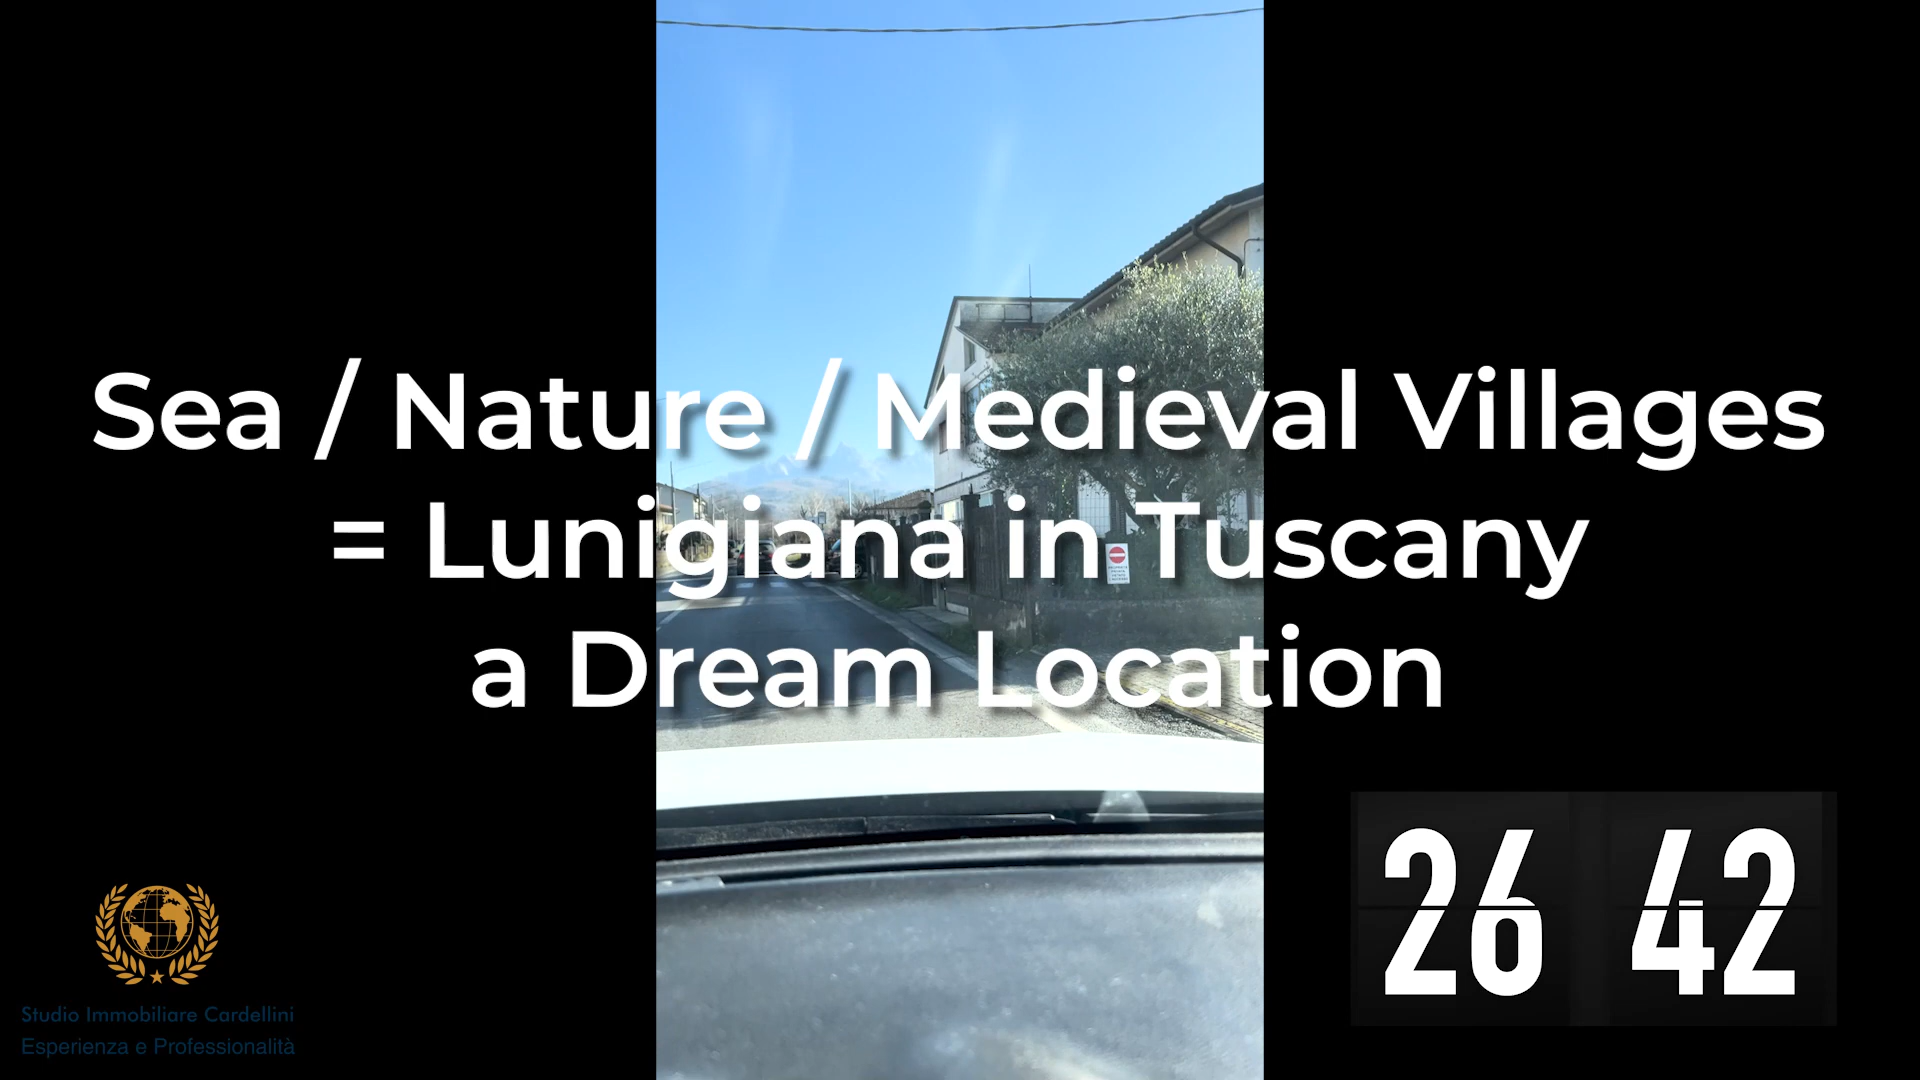 Sea / Nature / Medieval Villages
= Lunigiana in Tuscany
a Dream Location
26 42
Studio Immobiliare Cardellini
Esperienza e Professionalità